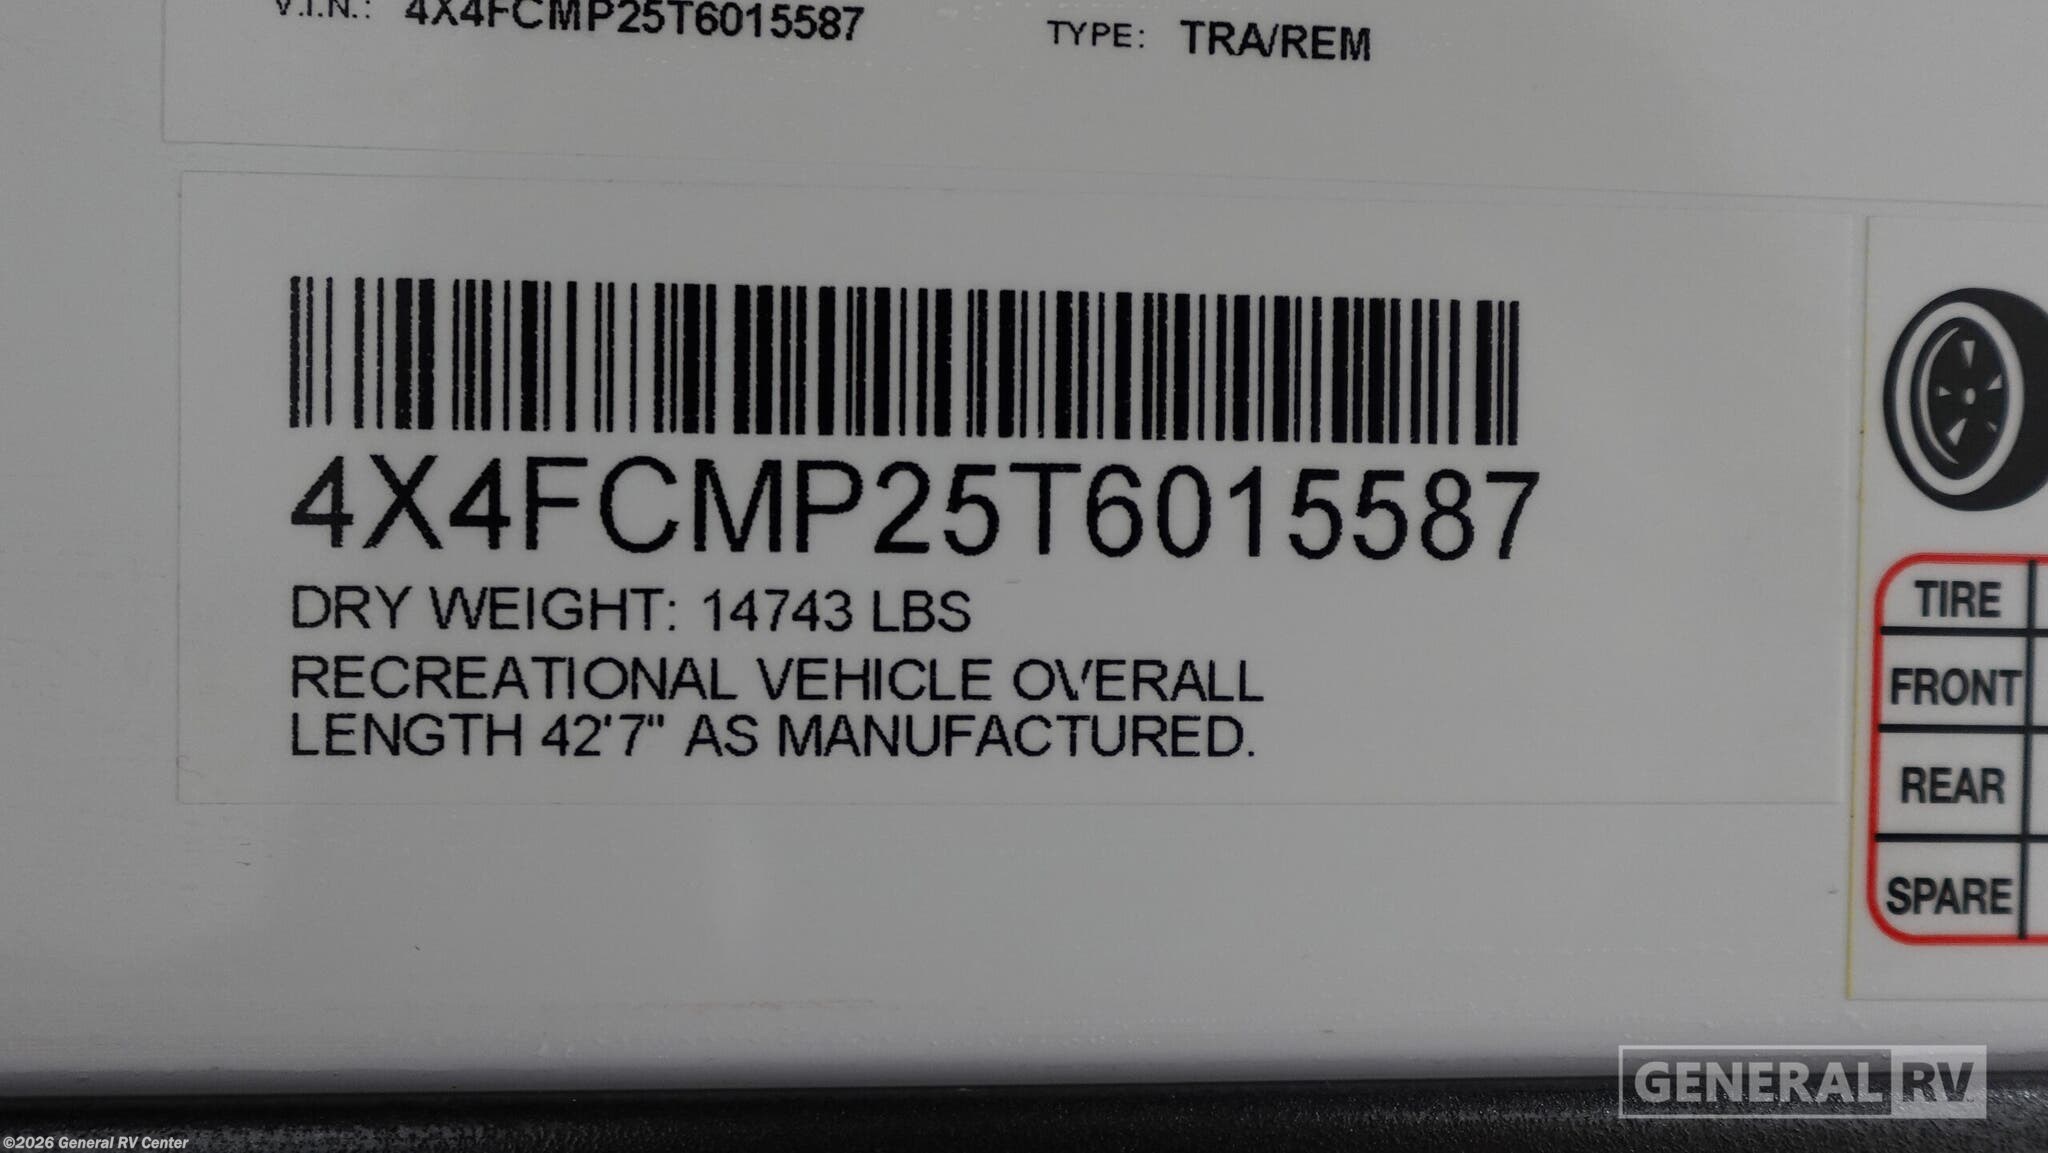 V.I.N.: 4X4FCMP25T6015587 TYPE: TRA/REM
4X4FCMP25T6015587
DRY WEIGHT: 14743 LBS
RECREATIONAL VEHICLE OVERALL
LENGTH 42'7" AS MANUFACTURED.
TIRE
FRONT
REAR
SPARE
GENERAL RV
©2026 General RV Center